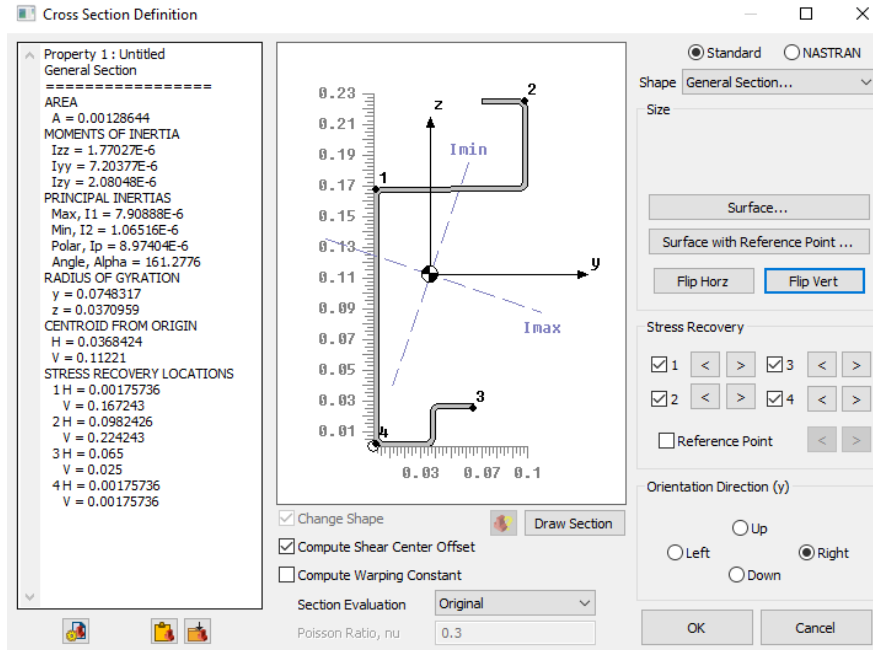 Cross Section Definition
Property 1 : Untitled
General Section
=================
AREA
A = 0.00128644
MOMENTS OF INERTIA
Izz = 1.77027E-6
Iyy = 7.20377E-6
Izy = 2.08048E-6
PRINCIPAL INERTIAS
Max, I1 = 7.90888E-6
Min, I2 = 1.06516E-6
Polar, Ip = 8.97404E-6
Angle, Alpha = 161.2776
RADIUS OF GYRATION
y = 0.0748317
z = 0.0370959
CENTROID FROM ORIGIN
H = 0.0368424
V = 0.11221
STRESS RECOVERY LOCATIONS
1 H = 0.00175736
V = 0.167243
2 H = 0.0982426
V = 0.224243
3 H = 0.065
V = 0.025
4 H = 0.00175736
V = 0.00175736
0.23
0.21
0.19
0.17
0.15
0.13
0.11
0.09
0.07
0.05
0.03
0.01
0.03 0.07 0.1
z
2
Imin
1
y
Imax
3
4
Change Shape
Draw Section
Compute Shear Center Offset
Compute Warping Constant
Section Evaluation Original
Poisson Ratio, nu 0.3
Standard NASTRAN
Shape General Section...
Size
Surface...
Surface with Reference Point ...
Flip Horz Flip Vert
Stress Recovery
1 < > 3 < >
2 < > 4 < >
Reference Point < >
Orientation Direction (y)
Up
Left Right
Down
OK Cancel